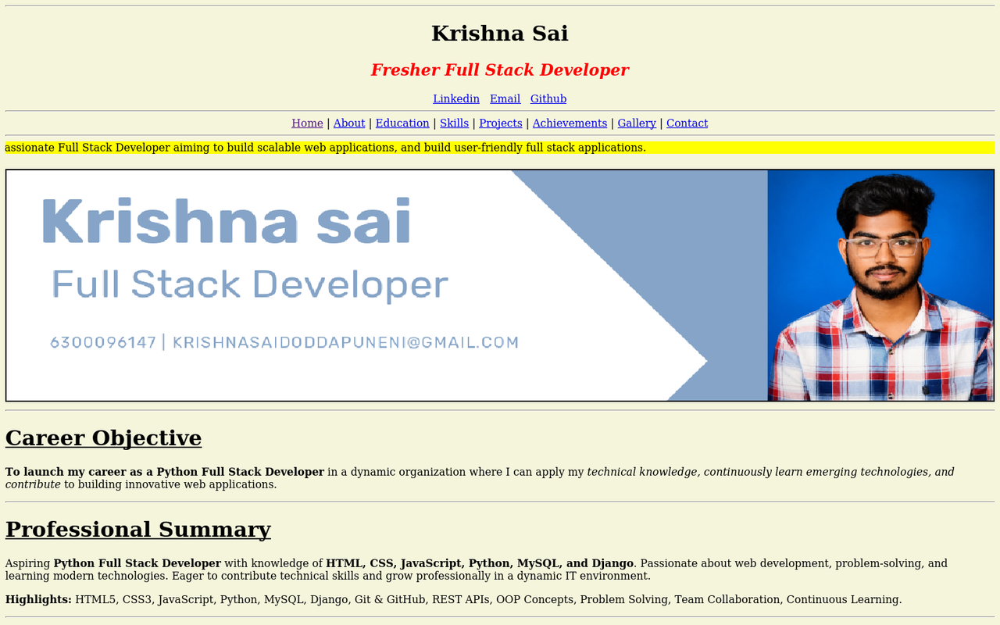 Krishna Sai
Fresher Full Stack Developer
Linkedin Email Github
Home | About | Education | Skills | Projects | Achievements | Gallery | Contact
assionate Full Stack Developer aiming to build scalable web applications, and build user-friendly full stack applications.
Krishna sai
Full Stack Developer
6300096147 | KRISHNASAIDODDAPUNENI@GMAIL.COM
Career Objective
To launch my career as a Python Full Stack Developer in a dynamic organization where I can apply my technical knowledge, continuously learn emerging technologies, and
contribute to building innovative web applications.
Professional Summary
Aspiring Python Full Stack Developer with knowledge of HTML, CSS, JavaScript, Python, MySQL, and Django. Passionate about web development, problem-solving, and
learning modern technologies. Eager to contribute technical skills and grow professionally in a dynamic IT environment.
Highlights: HTML5, CSS3, JavaScript, Python, MySQL, Django, Git & GitHub, REST APIs, OOP Concepts, Problem Solving, Team Collaboration, Continuous Learning.